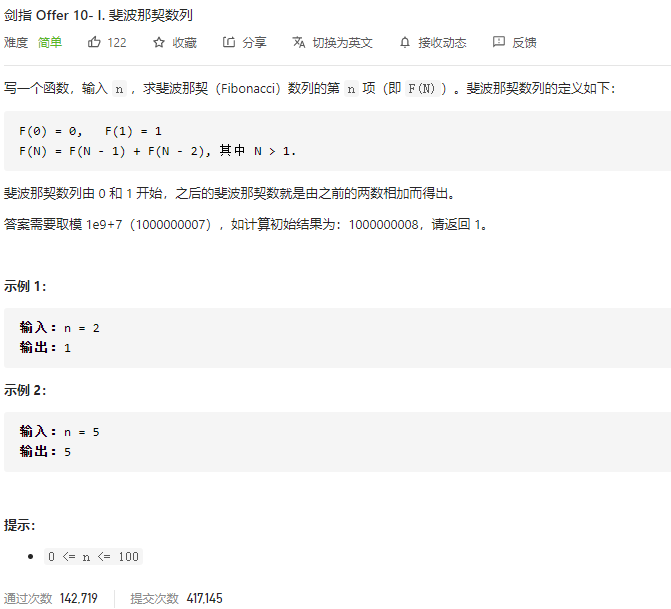 剑指 Offer 10- I. 斐波那契数列
难度 简单 122 收藏 分享 切换为英文 接收动态 反馈
写一个函数，输入 n ，求斐波那契（Fibonacci）数列的第 n 项（即 F(N)）。斐波那契数列的定义如下：
F(0) = 0,   F(1) = 1
F(N) = F(N - 1) + F(N - 2), 其中 N > 1.
斐波那契数列由 0 和 1 开始，之后的斐波那契数就是由之前的两数相加而得出。
答案需要取模 1e9+7（1000000007），如计算初始结果为：1000000008，请返回 1。
示例 1：
输入：n = 2
输出：1
示例 2：
输入：n = 5
输出：5
提示：
• 0 <= n <= 100
通过次数 142,719 提交次数 417,145